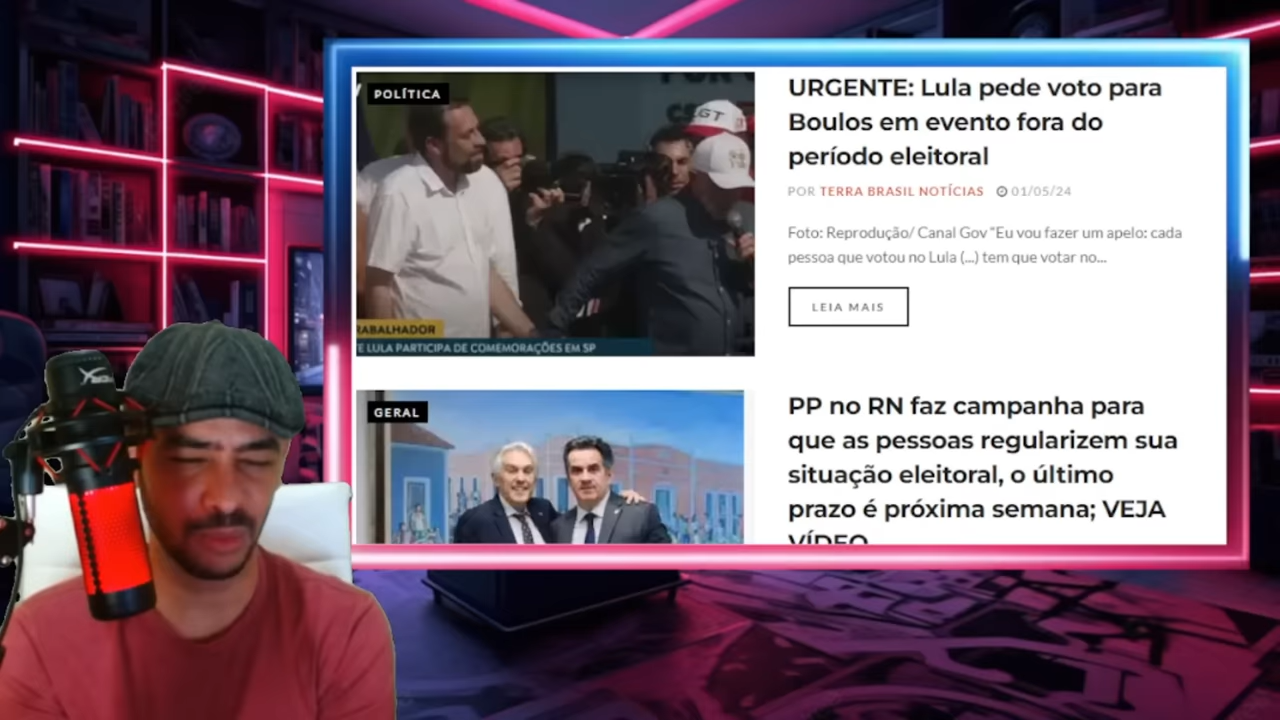 POLÍTICA
URGENTE: Lula pede voto para
Boulos em evento fora do
período eleitoral
POR TERRA BRASIL NOTÍCIAS 01/05/24
Foto: Reprodução/ Canal Gov "Eu vou fazer um apelo: cada
pessoa que votou no Lula (...) tem que votar no...
LEIA MAIS
RABALHADOR
E LULA PARTICIPA DE COMEMORAÇÕES EM SP
GERAL
PP no RN faz campanha para
que as pessoas regularizem sua
situação eleitoral, o último
prazo é próxima semana; VEJA
VÍDEO